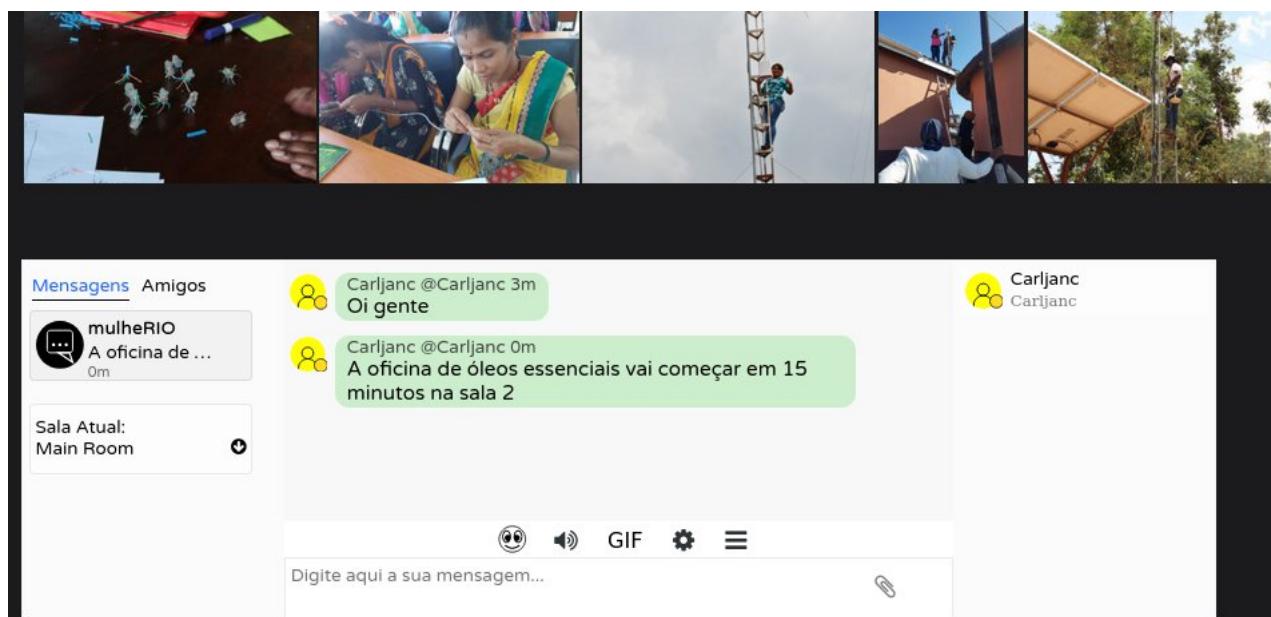 Mensagens Amigos
mulheRIO
A oficina de ...
0m
Sala Atual:
Main Room
Carljanc @Carljanc 3m
Oi gente
Carljanc @Carljanc 0m
A oficina de óleos essenciais vai começar em 15
minutos na sala 2
GIF
Digite aqui a sua mensagem...
Carljanc
Carljanc